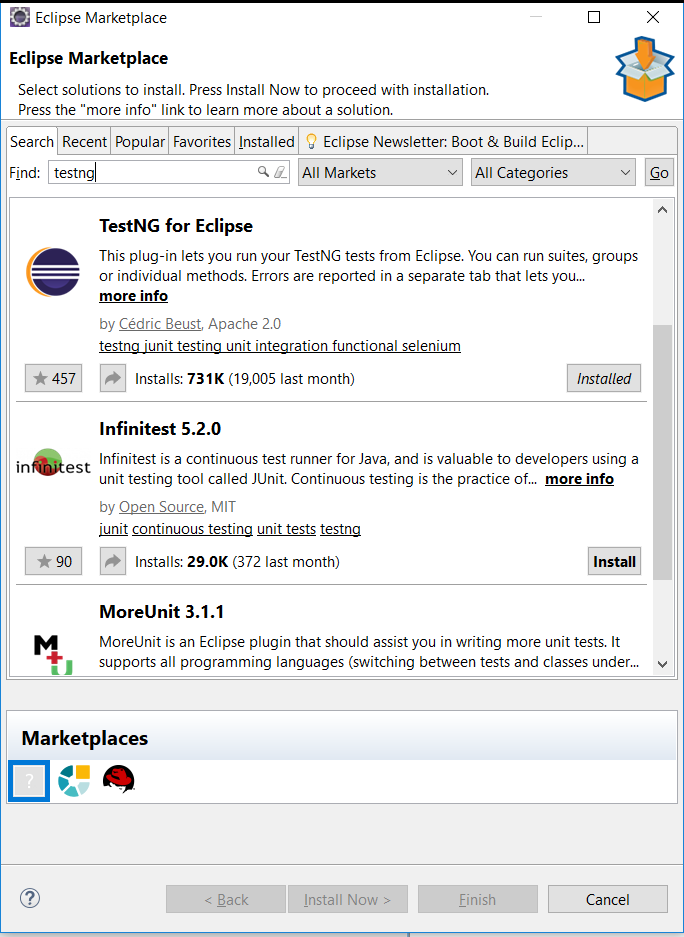 Eclipse Marketplace
Eclipse Marketplace
Select solutions to install. Press Install Now to proceed with installation.
Press the "more info" link to learn more about a solution.
Search Recent Popular Favorites Installed Eclipse Newsletter: Boot & Build Eclip...
Find: testng All Markets All Categories Go
TestNG for Eclipse
This plug-in lets you run your TestNG tests from Eclipse. You can run suites, groups
or individual methods. Errors are reported in a separate tab that lets you...
more info
by Cédric Beust, Apache 2.0
testng junit testing unit integration functional selenium
457 Installs: 731K (19,005 last month) Installed
Infinitest 5.2.0
infinitest
Infinitest is a continuous test runner for Java, and is valuable to developers using a
unit testing tool called JUnit. Continuous testing is the practice of... more info
by Open Source, MIT
junit continuous testing unit tests testng
90 Installs: 29.0K (372 last month) Install
MoreUnit 3.1.1
M+U
MoreUnit is an Eclipse plugin that should assist you in writing more unit tests. It
supports all programming languages (switching between tests and classes under...
Marketplaces
?
? < Back Install Now > Finish Cancel